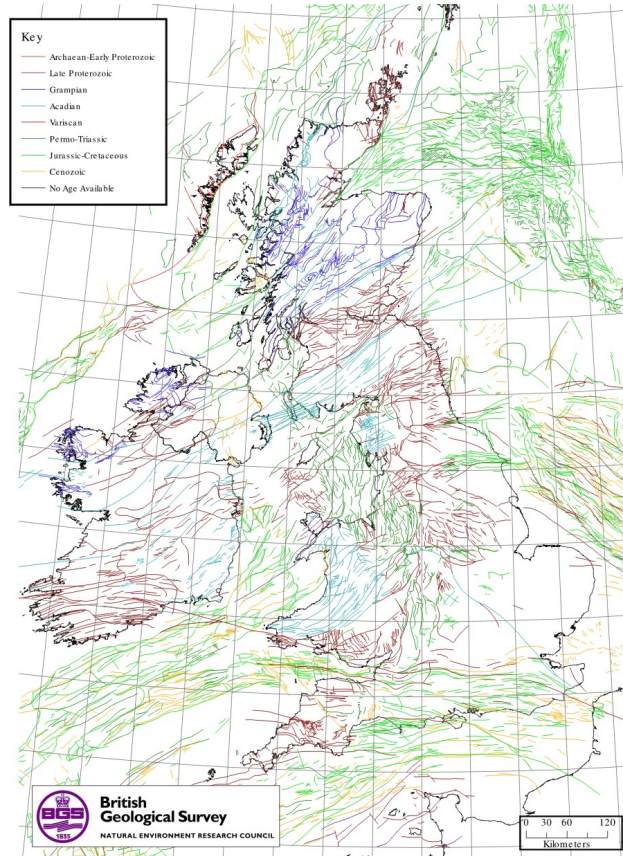 Key
Archaean-Early Proterozoic
Late Proterozoic
Grampian
Acadian
Variscan
Permo-Triassic
Jurassic-Cretaceous
Cenozoic
No Age Available
BGS
1835
British
Geological Survey
NATURAL ENVIRONMENT RESEARCH COUNCIL
0 30 60 120
Kilometers